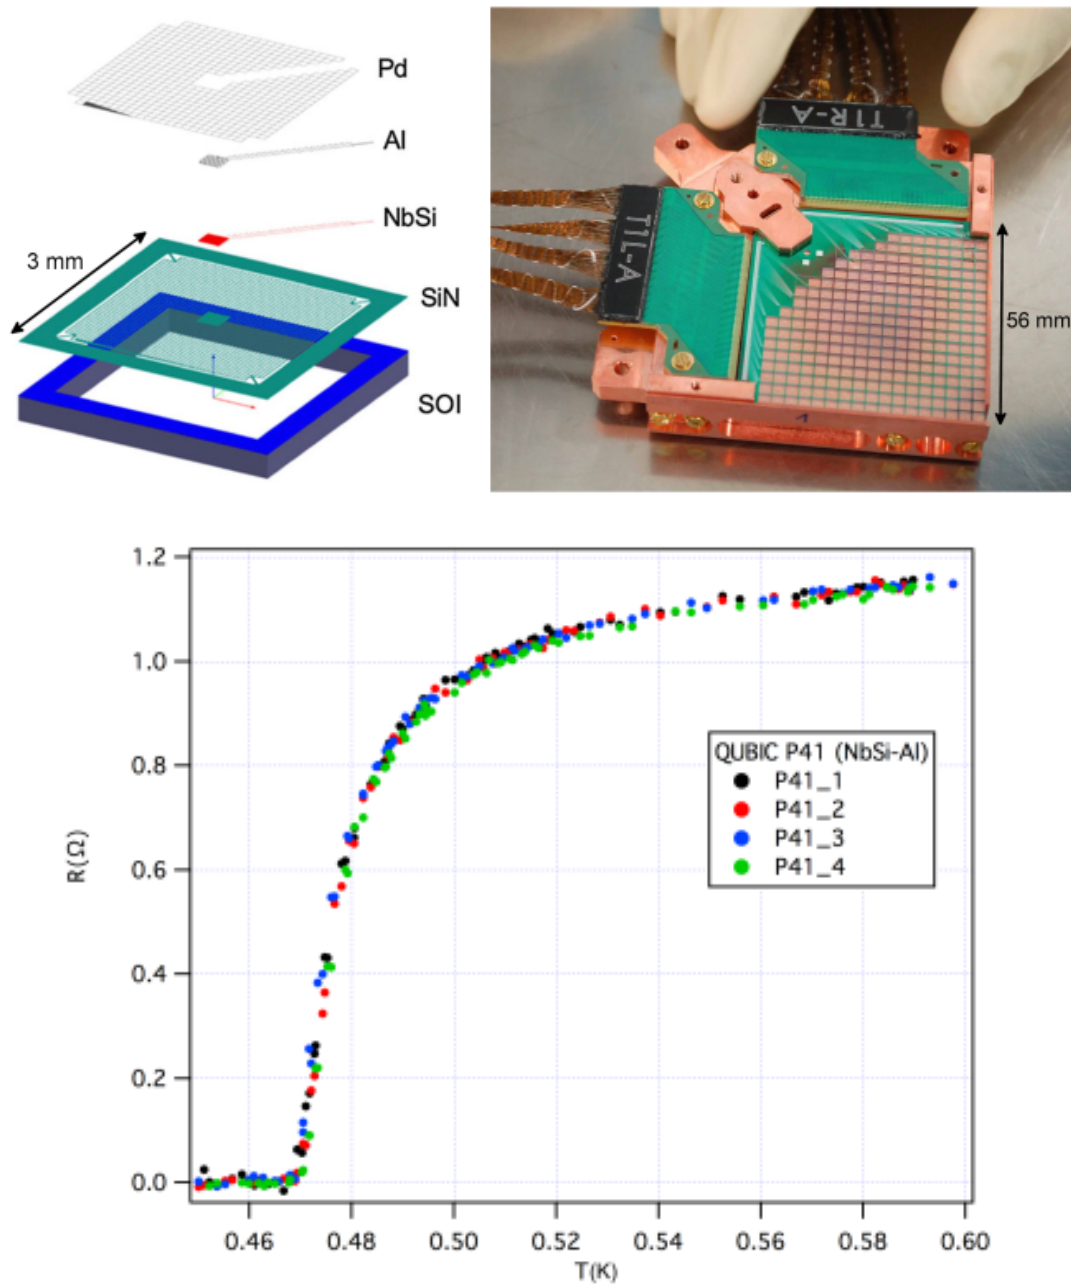 Pd
Al
NbSi
3 mm
SiN
SOI
T1R-A
T1L-A
56 mm
1
1.2
1.0
0.8
0.6
0.4
0.2
0.0
R(Ω)
QUBIC P41 (NbSi-Al)
P41_1
P41_2
P41_3
P41_4
0.46
0.48
0.50
0.52
0.54
0.56
0.58
0.60
T(K)